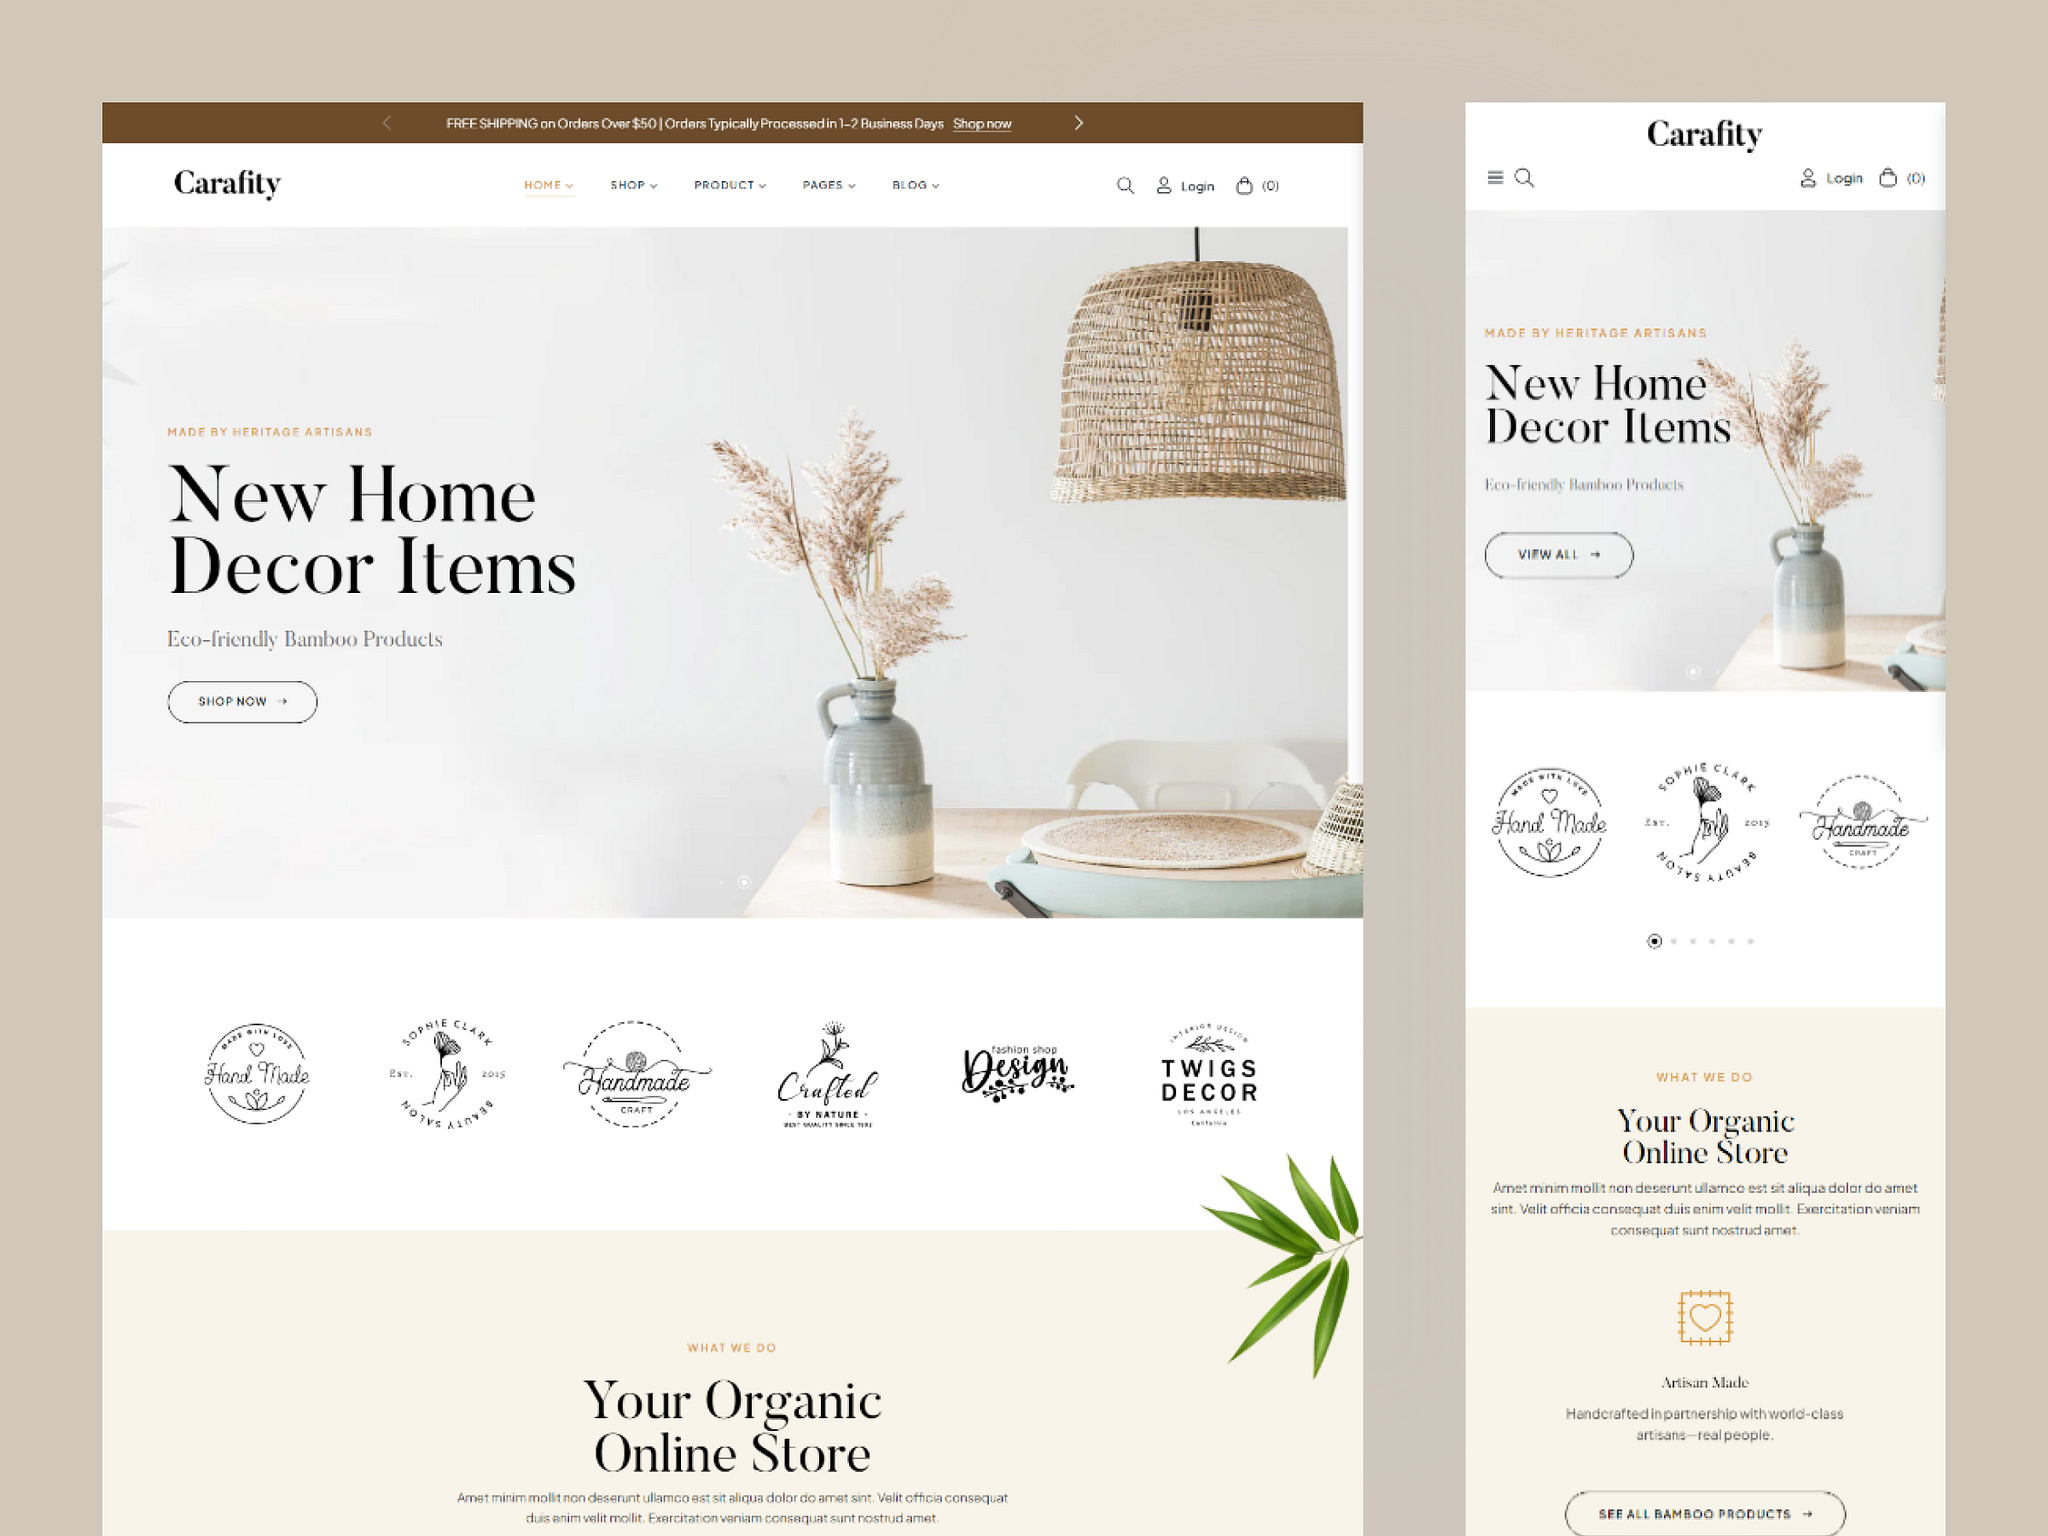 FREE SHIPPING on Orders Over $50 | Orders Typically Processed in 1-2 Business Days Shop now
Carafity
HOME
SHOP
PRODUCT
PAGES
BLOG
Login
(0)
MADE BY HERITAGE ARTISANS
New Home
Decor Items
Eco-friendly Bamboo Products
SHOP NOW →
MADE WITH LOVE
Hand Made
SOPHIE CLARK
EST. 2015
BEAUTY SALON
Handmade
CRAFT
Crafted
- BY NATURE -
BEST QUALITY SINCE 1992
fashion shop
Design
INTERIOR DESIGN
TWIGS
DECOR
LOS ANGELES
California
WHAT WE DO
Your Organic
Online Store
Amet minim mollit non deserunt ullamco est sit aliqua dolor do amet sint. Velit officia consequat
duis enim velit mollit. Exercitation veniam consequat sunt nostrud amet.
Carafity
Login
(0)
MADE BY HERITAGE ARTISANS
New Home
Decor Items
Eco-friendly Bamboo Products
VIEW ALL →
MADE WITH LOVE
Hand Made
SOPHIE CLARK
EST. 2015
BEAUTY SALON
Handmade
CRAFT
WHAT WE DO
Your Organic
Online Store
Amet minim mollit non deserunt ullamco est sit aliqua dolor do amet
sint. Velit officia consequat duis enim velit mollit. Exercitation veniam
consequat sunt nostrud amet.
Artisan Made
Handcrafted in partnership with world-class
artisans—real people.
SEE ALL BAMBOO PRODUCTS →